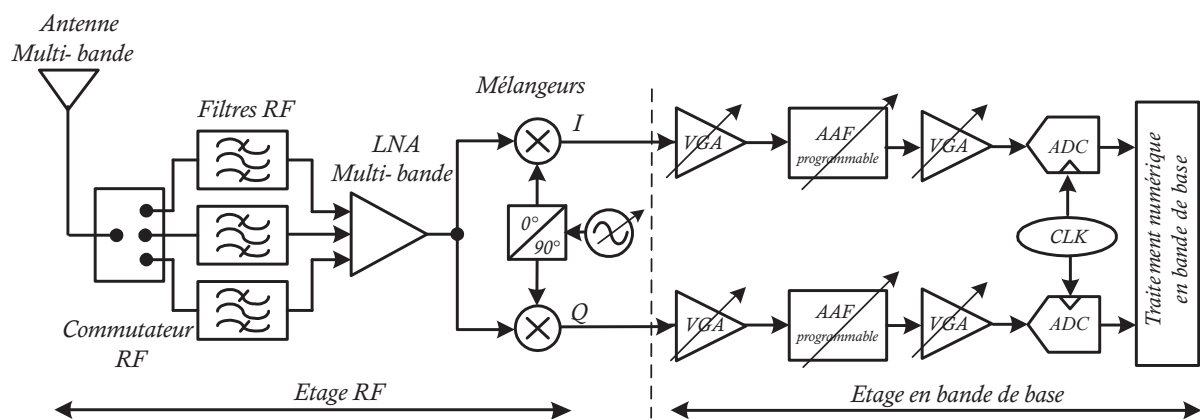 Antenne
Multi- bande
Filtres RF
LNA
Multi- bande
Mélangeurs
I
VGA
AAF
programmable
VGA
ADC
0°
90°
CLK
Traitement numérique
en bande de base
Commutateur
RF
Q
VGA
AAF
programmable
VGA
ADC
Etage RF
Etage en bande de base